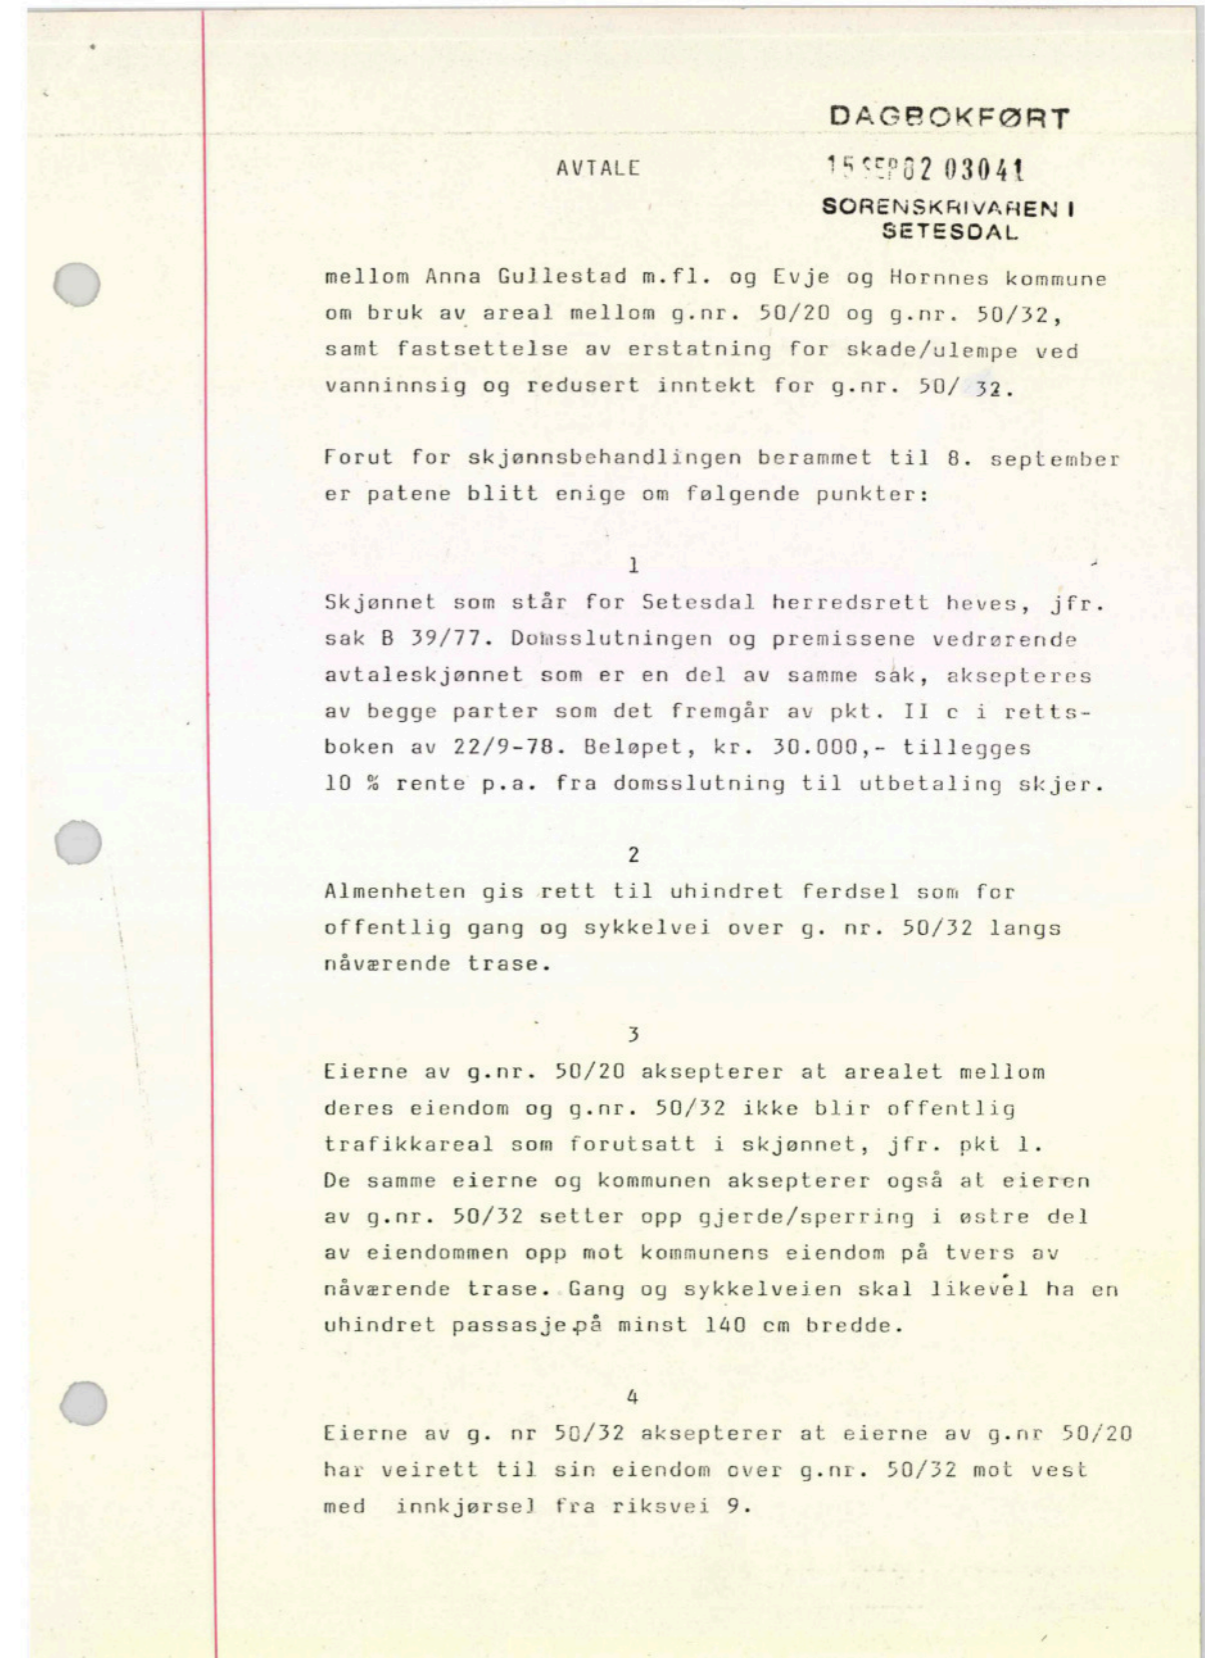 DAGBOKFØRT
AVTALE
15 SEP 82 03041
SORENSKRIVAREN I
SETESDAL
mellom Anna Gullestad m.fl. og Evje og Hornnes kommune
om bruk av areal mellom g.nr. 50/20 og g.nr. 50/32,
samt fastsettelse av erstatning for skade/ulempe ved
vanninnsig og redusert inntekt for g.nr. 50/ 32.
Forut for skjønnsbehandlingen berammet til 8. september
er patene blitt enige om følgende punkter:
1
Skjønnet som står for Setesdal herredsrett heves, jfr.
sak B 39/77. Domsslutningen og premissene vedrørende
avtaleskjønnet som er en del av samme sak, aksepteres
av begge parter som det fremgår av pkt. II c i retts-
boken av 22/9-78. Beløpet, kr. 30.000,- tillegges
10 % rente p.a. fra domsslutning til utbetaling skjer.
2
Almenheten gis rett til uhindret ferdsel som for
offentlig gang og sykkelvei over g. nr. 50/32 langs
nåværende trase.
3
Eierne av g.nr. 50/20 aksepterer at arealet mellom
deres eiendom og g.nr. 50/32 ikke blir offentlig
trafikkareal som forutsatt i skjønnet, jfr. pkt 1.
De samme eierne og kommunen aksepterer også at eieren
av g.nr. 50/32 setter opp gjerde/sperring i østre del
av eiendommen opp mot kommunens eiendom på tvers av
nåværende trase. Gang og sykkelveien skal likevel ha en
uhindret passasje på minst 140 cm bredde.
4
Eierne av g. nr 50/32 aksepterer at eierne av g.nr 50/20
har veirett til sin eiendom over g.nr. 50/32 mot vest
med innkjørsel fra riksvei 9.